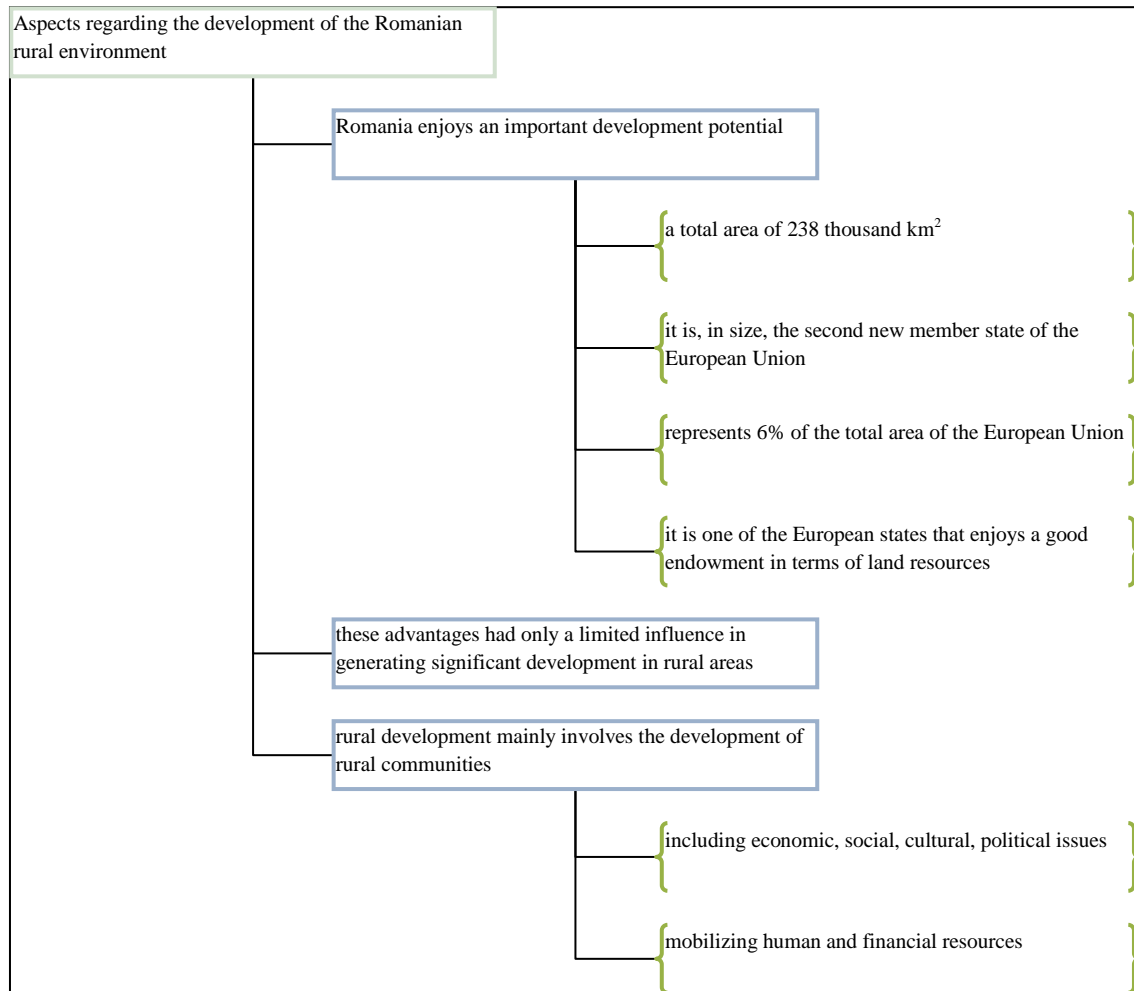 Aspects regarding the development of the Romanian
rural environment
Romania enjoys an important development potential
a total area of 238 thousand km²
it is, in size, the second new member state of the
European Union
represents 6% of the total area of the European Union
it is one of the European states that enjoys a good
endowment in terms of land resources
these advantages had only a limited influence in
generating significant development in rural areas
rural development mainly involves the development of
rural communities
including economic, social, cultural, political issues
mobilizing human and financial resources